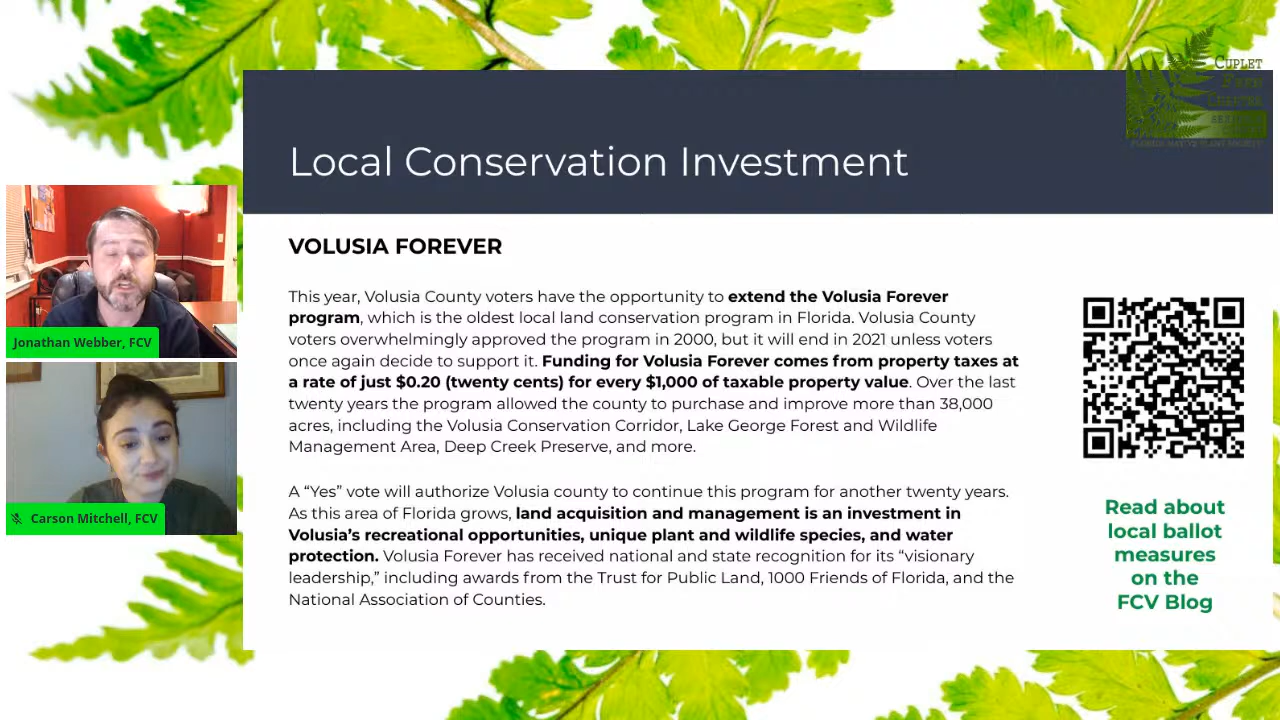 CUPLET
FERN
CHAPTER
FLORIDA NATIVE PLANT SOCIETY
Local Conservation Investment
VOLUSIA FOREVER
This year, Volusia County voters have the opportunity to extend the Volusia Forever
program, which is the oldest local land conservation program in Florida. Volusia County
voters overwhelmingly approved the program in 2000, but it will end in 2021 unless voters
once again decide to support it. Funding for Volusia Forever comes from property taxes at
a rate of just $0.20 (twenty cents) for every $1,000 of taxable property value. Over the last
twenty years the program allowed the county to purchase and improve more than 38,000
acres, including the Volusia Conservation Corridor, Lake George Forest and Wildlife
Management Area, Deep Creek Preserve, and more.
A “Yes” vote will authorize Volusia county to continue this program for another twenty years.
As this area of Florida grows, land acquisition and management is an investment in
Volusia’s recreational opportunities, unique plant and wildlife species, and water
protection. Volusia Forever has received national and state recognition for its “visionary
leadership,” including awards from the Trust for Public Land, 1000 Friends of Florida, and the
National Association of Counties.
Read about
local ballot
measures
on the
FCV Blog
Jonathan Webber, FCV
Carson Mitchell, FCV